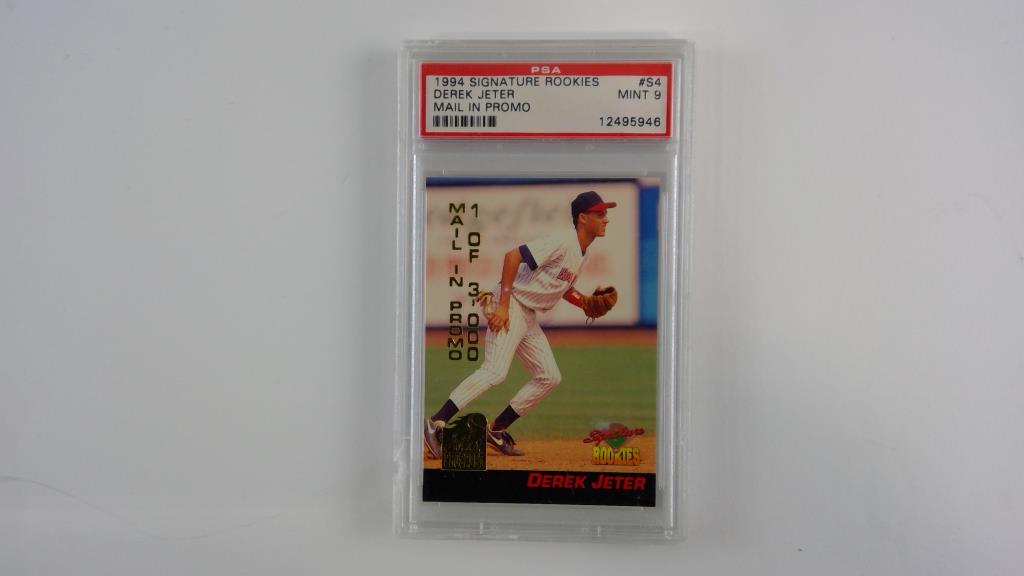 PSA
1994 SIGNATURE ROOKIES #S4
DEREK JETER MINT 9
MAIL IN PROMO
12495946
MAIL IN PROMO
1 OF 3,000
Signature
ROOKIES
DEREK JETER